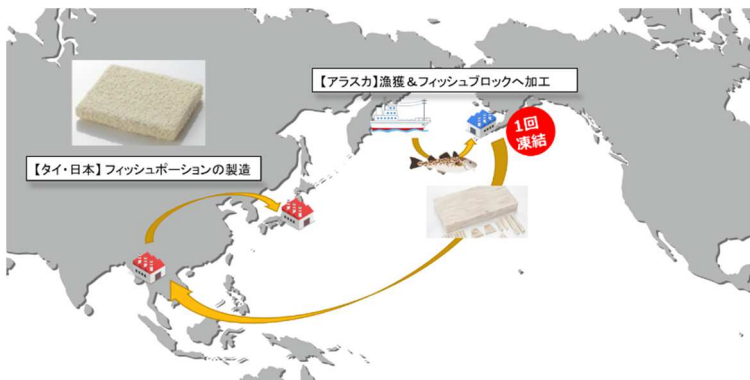 【アラスカ】漁獲＆フィッシュブロックへ加工
1回
凍結
【タイ・日本】フィッシュポーションの製造